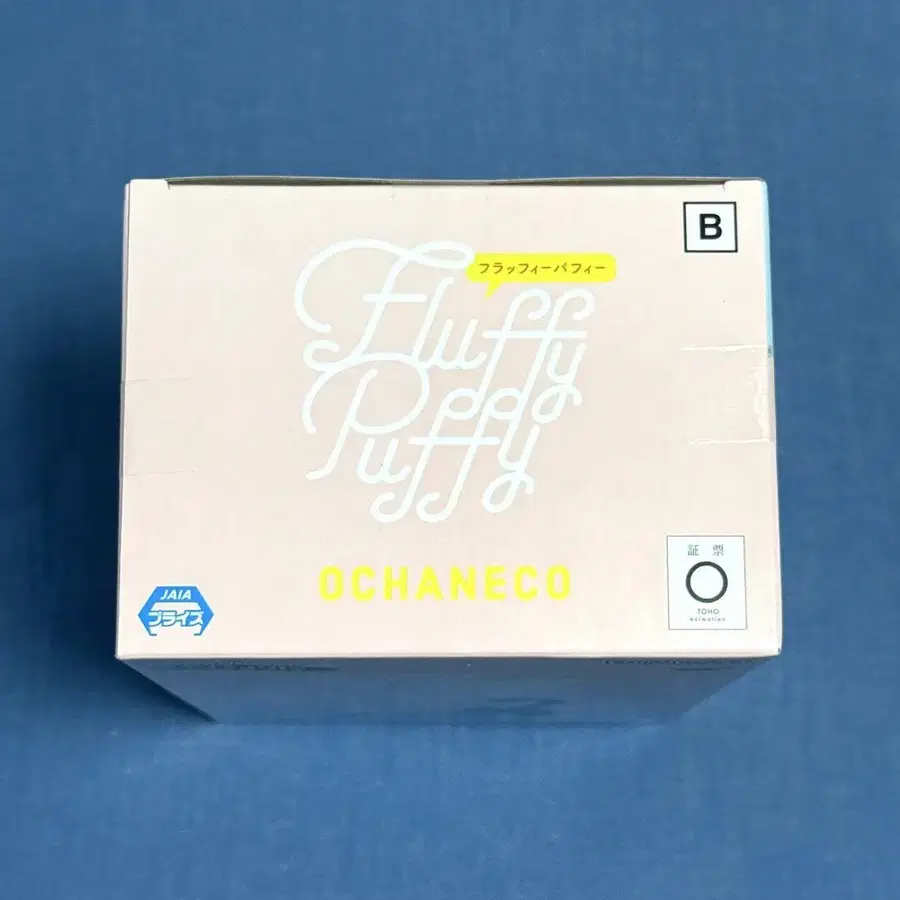 B
フラッフィーパフィー
Fluffy
Puffy
OCHANECO
JAIA
プライズ
証票
TOHO
animation